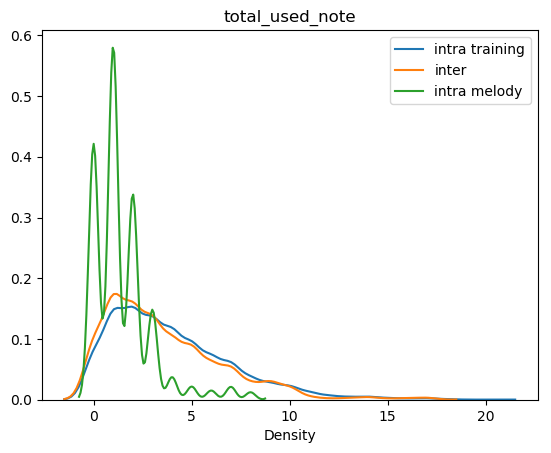 total_used_note
intra training
inter
intra melody
0.6
0.5
0.4
0.3
0.2
0.1
0.0
0 5 10 15 20
Density